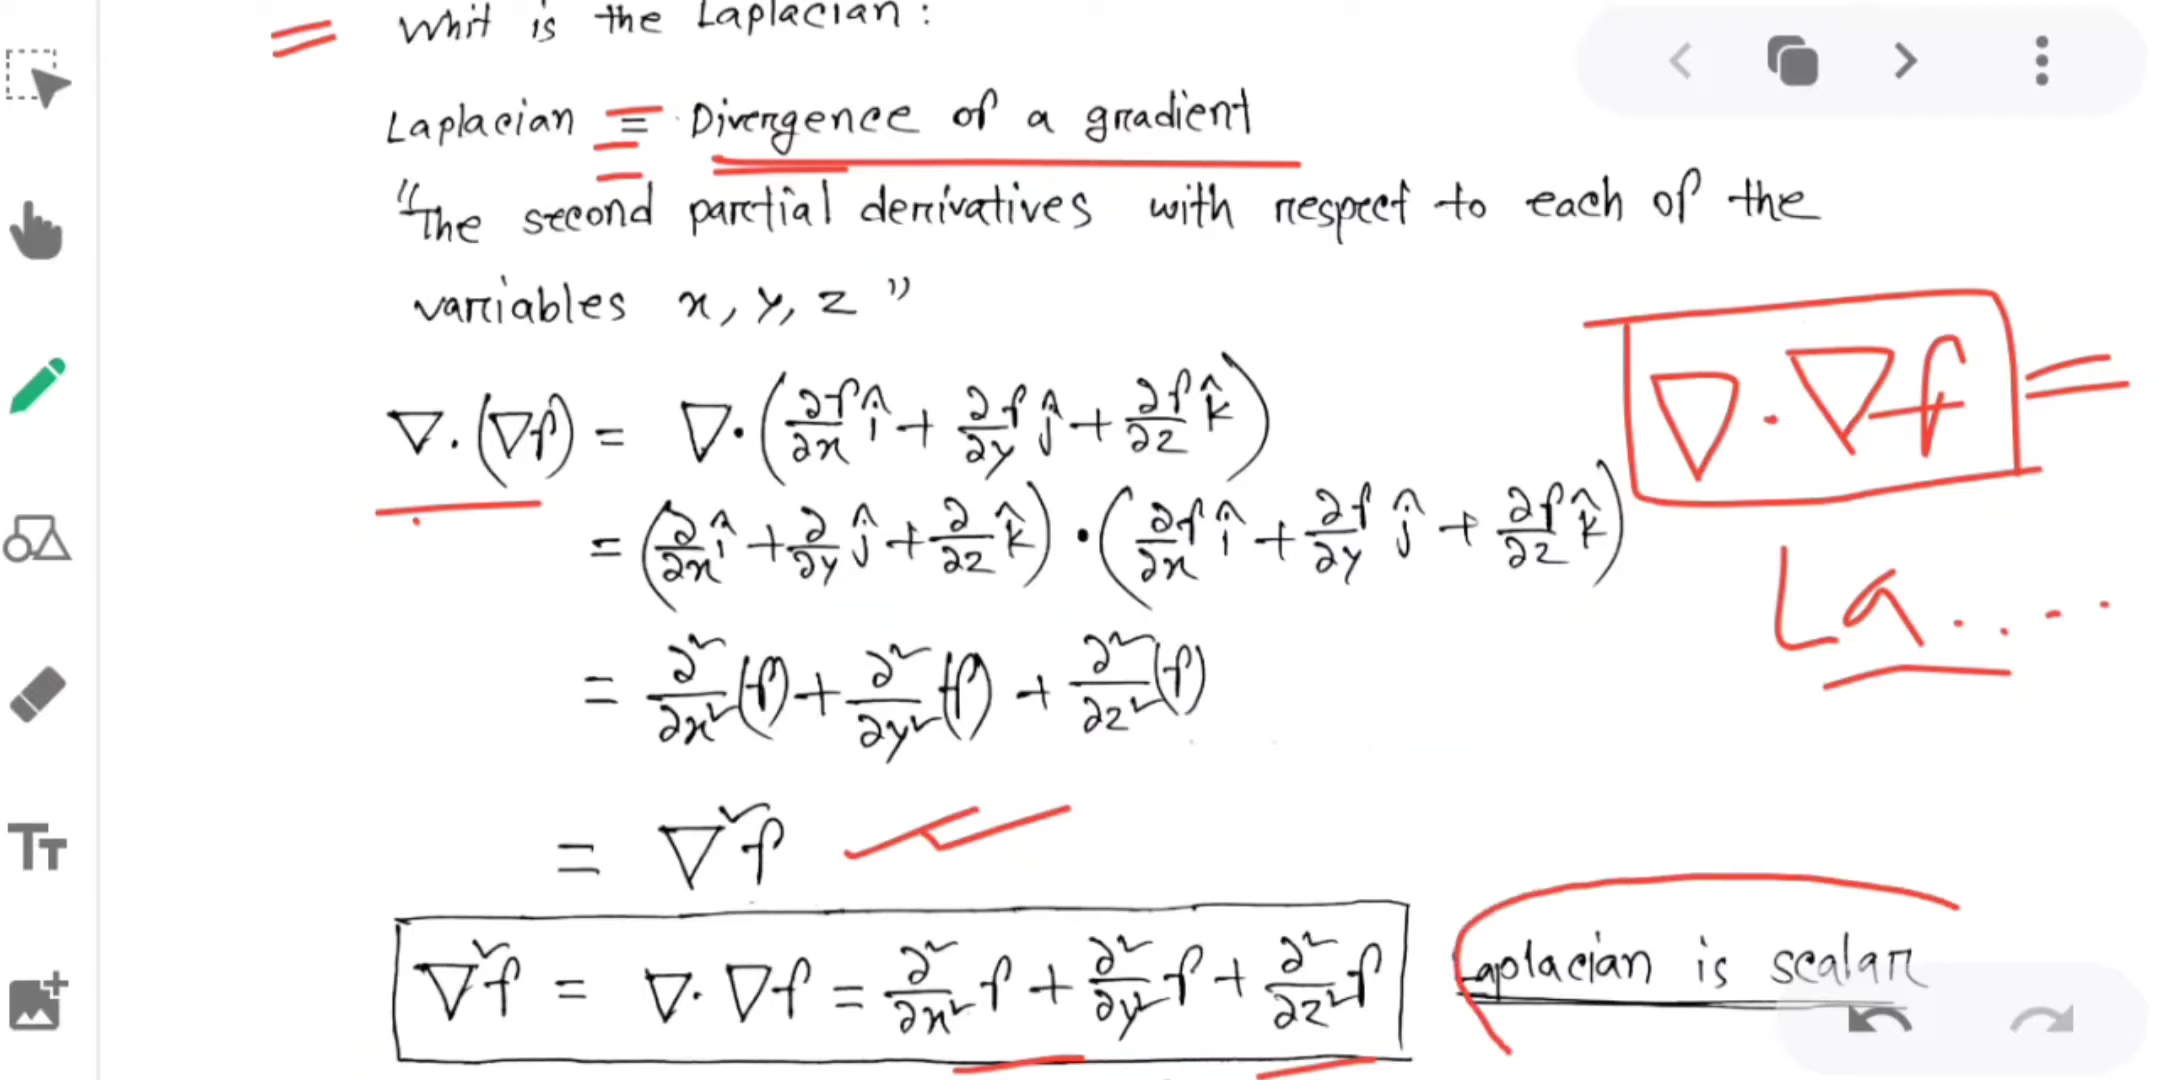 Whit is the Laplacian:
Laplacian = Divergence of a gradient
"The second partial derivatives with respect to each of the
variables x, y, z"
∇·(∇f) = ∇·(∂f/∂x î + ∂f/∂y ĵ + ∂f/∂z k̂)
= (∂/∂x î + ∂/∂y ĵ + ∂/∂z k̂)·(∂f/∂x î + ∂f/∂y ĵ + ∂f/∂z k̂)
= ∂²/∂x²(f) + ∂²/∂y²(f) + ∂²/∂z²(f)
= ∇²f
∇²f = ∇·∇f = ∂²/∂x² f + ∂²/∂y² f + ∂²/∂z² f
Laplacian is scalar
∇·∇f =
La.....
TT